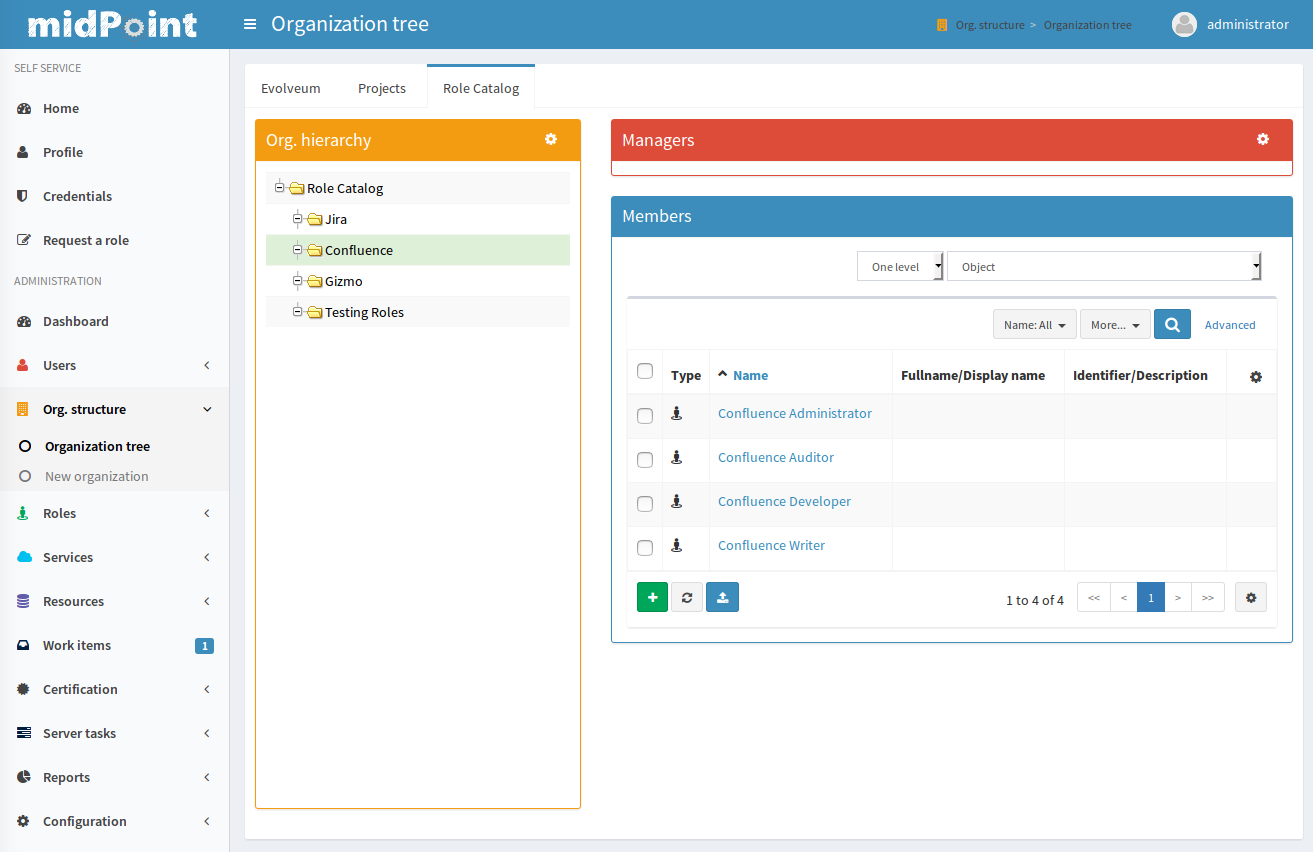 midPoint
Organization tree
Org. structure > Organization tree
administrator
SELF SERVICE
Home
Profile
Credentials
Request a role
ADMINISTRATION
Dashboard
Users
Org. structure
Organization tree
New organization
Roles
Services
Resources
Work items 1
Certification
Server tasks
Reports
Configuration
Evolveum Projects Role Catalog
Org. hierarchy
Role Catalog
Jira
Confluence
Gizmo
Testing Roles
Managers
Members
One level Object
Name: All More... Advanced
Type Name Fullname/Display name Identifier/Description
Confluence Administrator
Confluence Auditor
Confluence Developer
Confluence Writer
1 to 4 of 4 << < 1 > >>